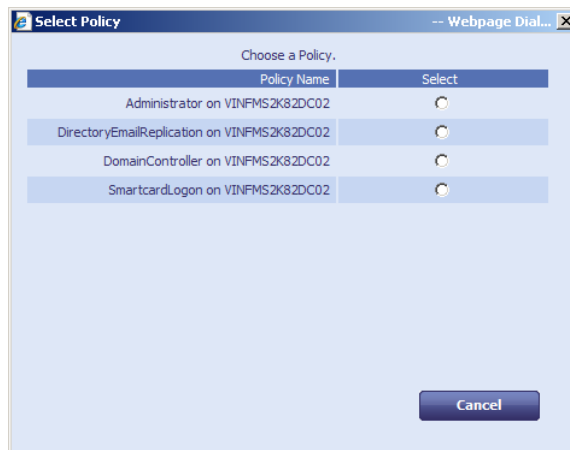 Select Policy -- Webpage Dial...
Choose a Policy.
Policy Name Select
Administrator on VINFMS2K82DC02
DirectoryEmailReplication on VINFMS2K82DC02
DomainController on VINFMS2K82DC02
SmartcardLogon on VINFMS2K82DC02
Cancel